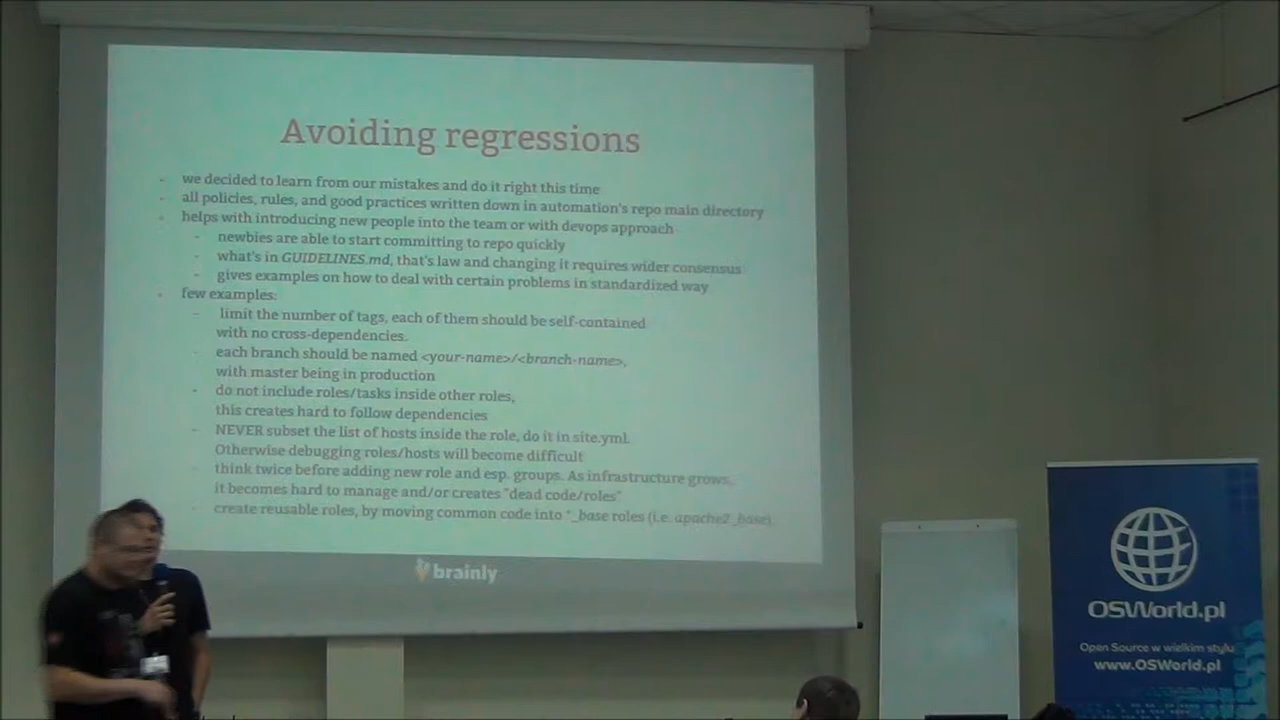 Avoiding regressions
- we decided to learn from our mistakes and do it right this time
- all policies, rules, and good practices written down in automation's repo main directory
- helps with introducing new people into the team or with devops approach
- newbies are able to start committing to repo quickly
- what's in GUIDELINES.md, that's law and changing it requires wider consensus
- gives examples on how to deal with certain problems in standardized way
- few examples:
- limit the number of tags, each of them should be self-contained
with no cross-dependencies.
- each branch should be named <your-name>/<branch-name>,
with master being in production
- do not include roles/tasks inside other roles,
this creates hard to follow dependencies
- NEVER subset the list of hosts inside the role, do it in site.yml.
Otherwise debugging roles/hosts will become difficult
- think twice before adding new role and esp. groups. As infrastructure grows,
it becomes hard to manage and/or creates "dead code/roles"
- create reusable roles, by moving common code into *_base roles (i.e. apache2_base)
brainly
OSWorld.pl
Open Source w wielkim stylu
www.OSWorld.pl